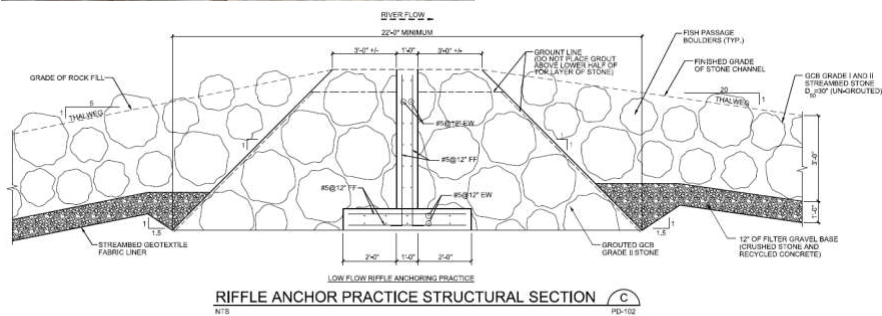 RIVER FLOW
22'-0" MINIMUM
3'-0" +/-
1'-0"
3'-0" +/-
GROUNT LINE
(DO NOT PLACE GROUT
ABOVE LOWER HALF OF
TOP LAYER OF STONE)
FISH PASSAGE
BOULDERS (TYP.)
FINISHED GRADE
OF STONE CHANNEL
GCB GRADE I AND II
STREAMBED STONE
D50=30" (UN-GROUTED)
GRADE OF ROCK FILL
5
1
THALWEG
20
1
THALWEG
#5@12" EW
1
1
#5@12" FF
3'-0"
#5@12" FF
#5@12" EW
1'-0"
1
1.5
1
1.5
STREAMBED GEOTEXTILE
FABRIC LINER
2'-0"
1'-0"
2'-0"
GROUTED GCB
GRADE II STONE
12" OF FILTER GRAVEL BASE
(CRUSHED STONE AND
RECYCLED CONCRETE)
LOW FLOW RIFFLE ANCHORING PRACTICE
RIFFLE ANCHOR PRACTICE STRUCTURAL SECTION
C
NTS
PD-102